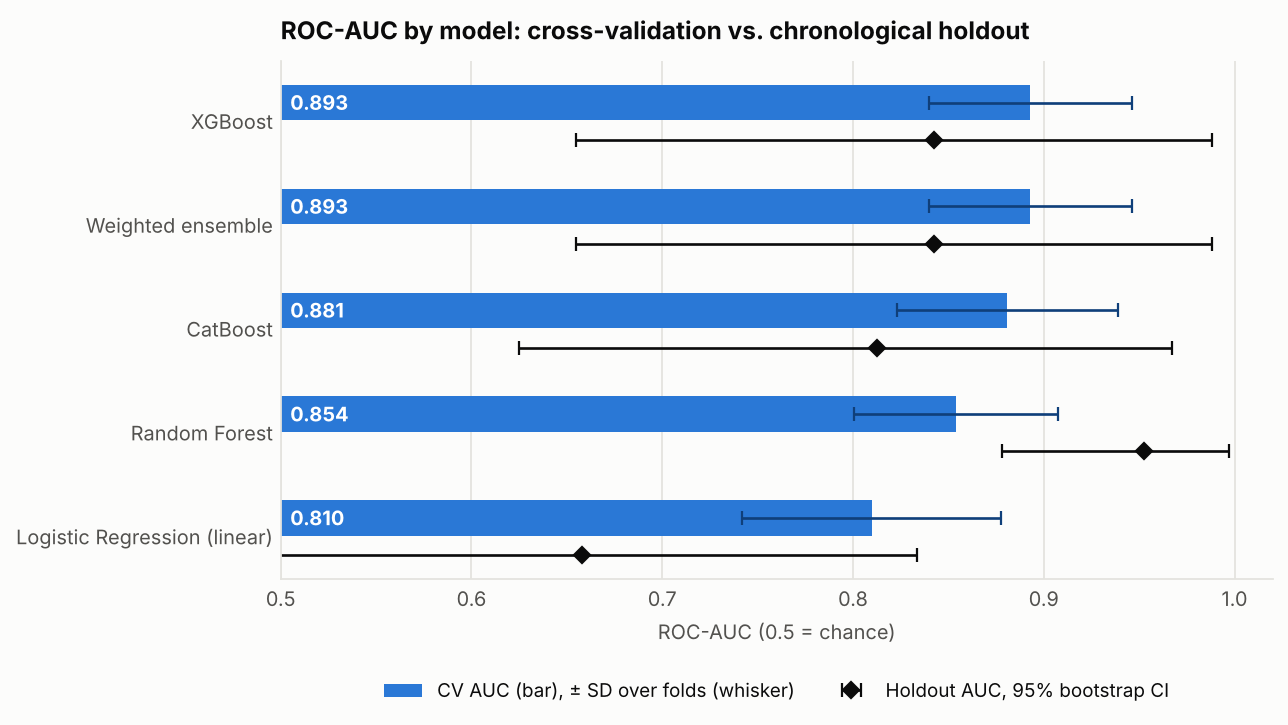 ROC-AUC by model: cross-validation vs. chronological holdout
XGBoost
0.893
Weighted ensemble
0.893
CatBoost
0.881
Random Forest
0.854
Logistic Regression (linear)
0.810
0.5 0.6 0.7 0.8 0.9 1.0
ROC-AUC (0.5 = chance)
CV AUC (bar), ± SD over folds (whisker) Holdout AUC, 95% bootstrap CI